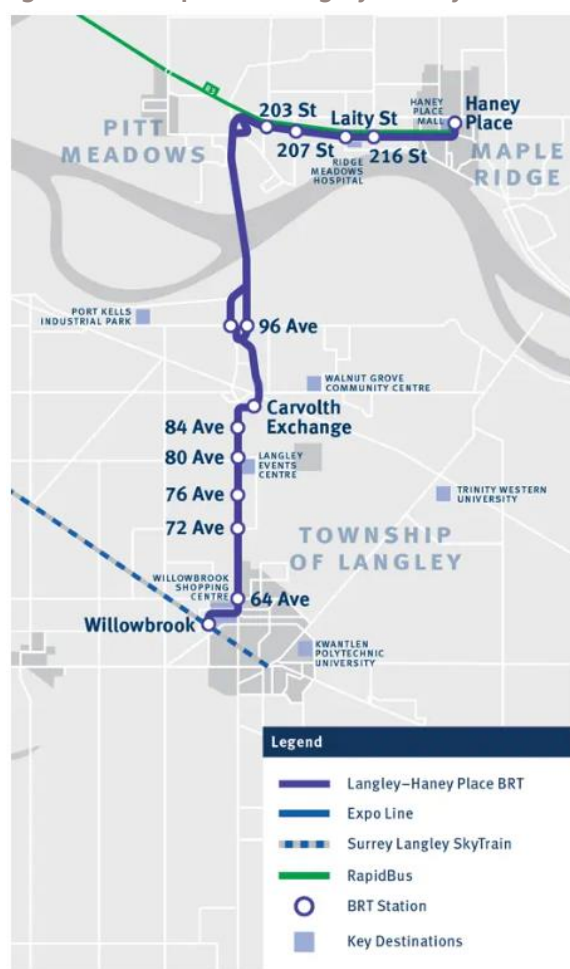 R3
203 St
Laity St
HANEY
PLACE
MALL
Haney
Place
PITT
MEADOWS
207 St
216 St
RIDGE
MEADOWS
HOSPITAL
MAPLE
RIDGE
PORT KELLS
INDUSTRIAL PARK
96 Ave
WALNUT GROVE
COMMUNITY CENTRE
Carvolth
Exchange
84 Ave
80 Ave
LANGLEY
EVENTS
CENTRE
76 Ave
TRINITY WESTERN
UNIVERSITY
72 Ave
TOWNSHIP
OF LANGLEY
WILLOWBROOK
SHOPPING
CENTRE
64 Ave
Willowbrook
KWANTLEN
POLYTECHNIC
UNIVERSITY
Legend
Langley–Haney Place BRT
Expo Line
Surrey Langley SkyTrain
RapidBus
BRT Station
Key Destinations